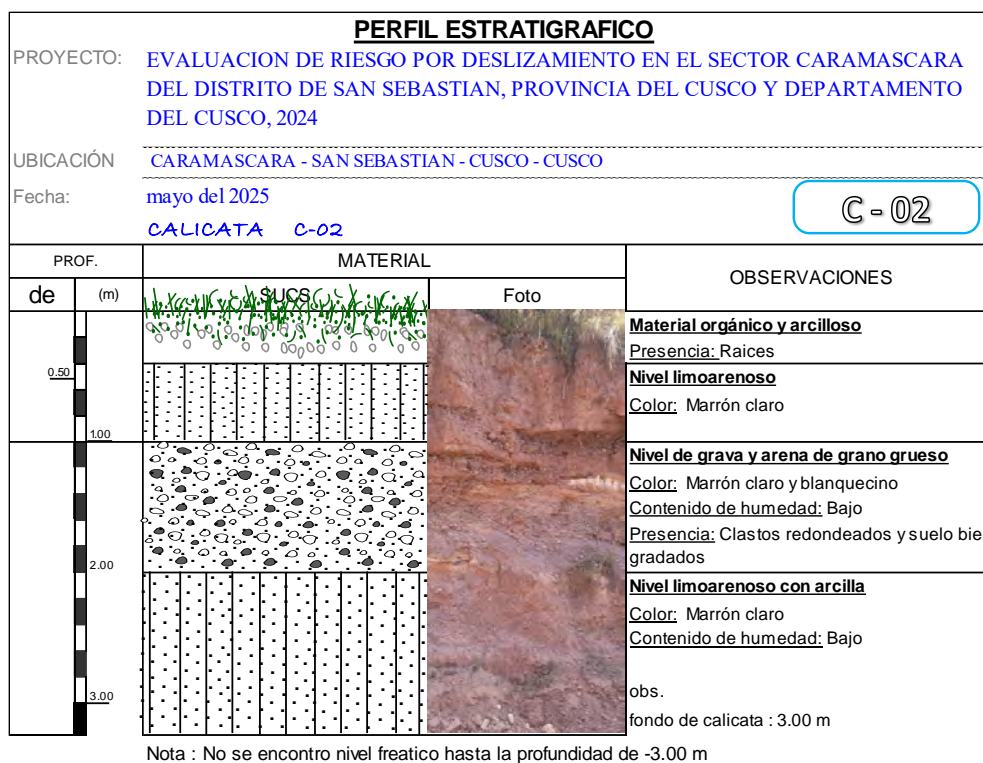 PERFIL ESTRATIGRAFICO
PROYECTO: EVALUACION DE RIESGO POR DESLIZAMIENTO EN EL SECTOR CARAMASCARA
DEL DISTRITO DE SAN SEBASTIAN, PROVINCIA DEL CUSCO Y DEPARTAMENTO
DEL CUSCO, 2024
UBICACIÓN CARAMASCARA - SAN SEBASTIAN - CUSCO - CUSCO
Fecha: mayo del 2025
C - 02
CALICATA C-02
PROF. MATERIAL OBSERVACIONES
de (m) SUCS Foto
Material orgánico y arcilloso
Presencia: Raices
0.50
Nivel limoarenoso
Color: Marrón claro
1.00
Nivel de grava y arena de grano grueso
Color: Marrón claro y blanquecino
Contenido de humedad: Bajo
Presencia: Clastos redondeados y suelo bie
gradados
2.00
Nivel limoarenoso con arcilla
Color: Marrón claro
Contenido de humedad: Bajo
3.00
obs.
fondo de calicata : 3.00 m
Nota : No se encontro nivel freatico hasta la profundidad de -3.00 m